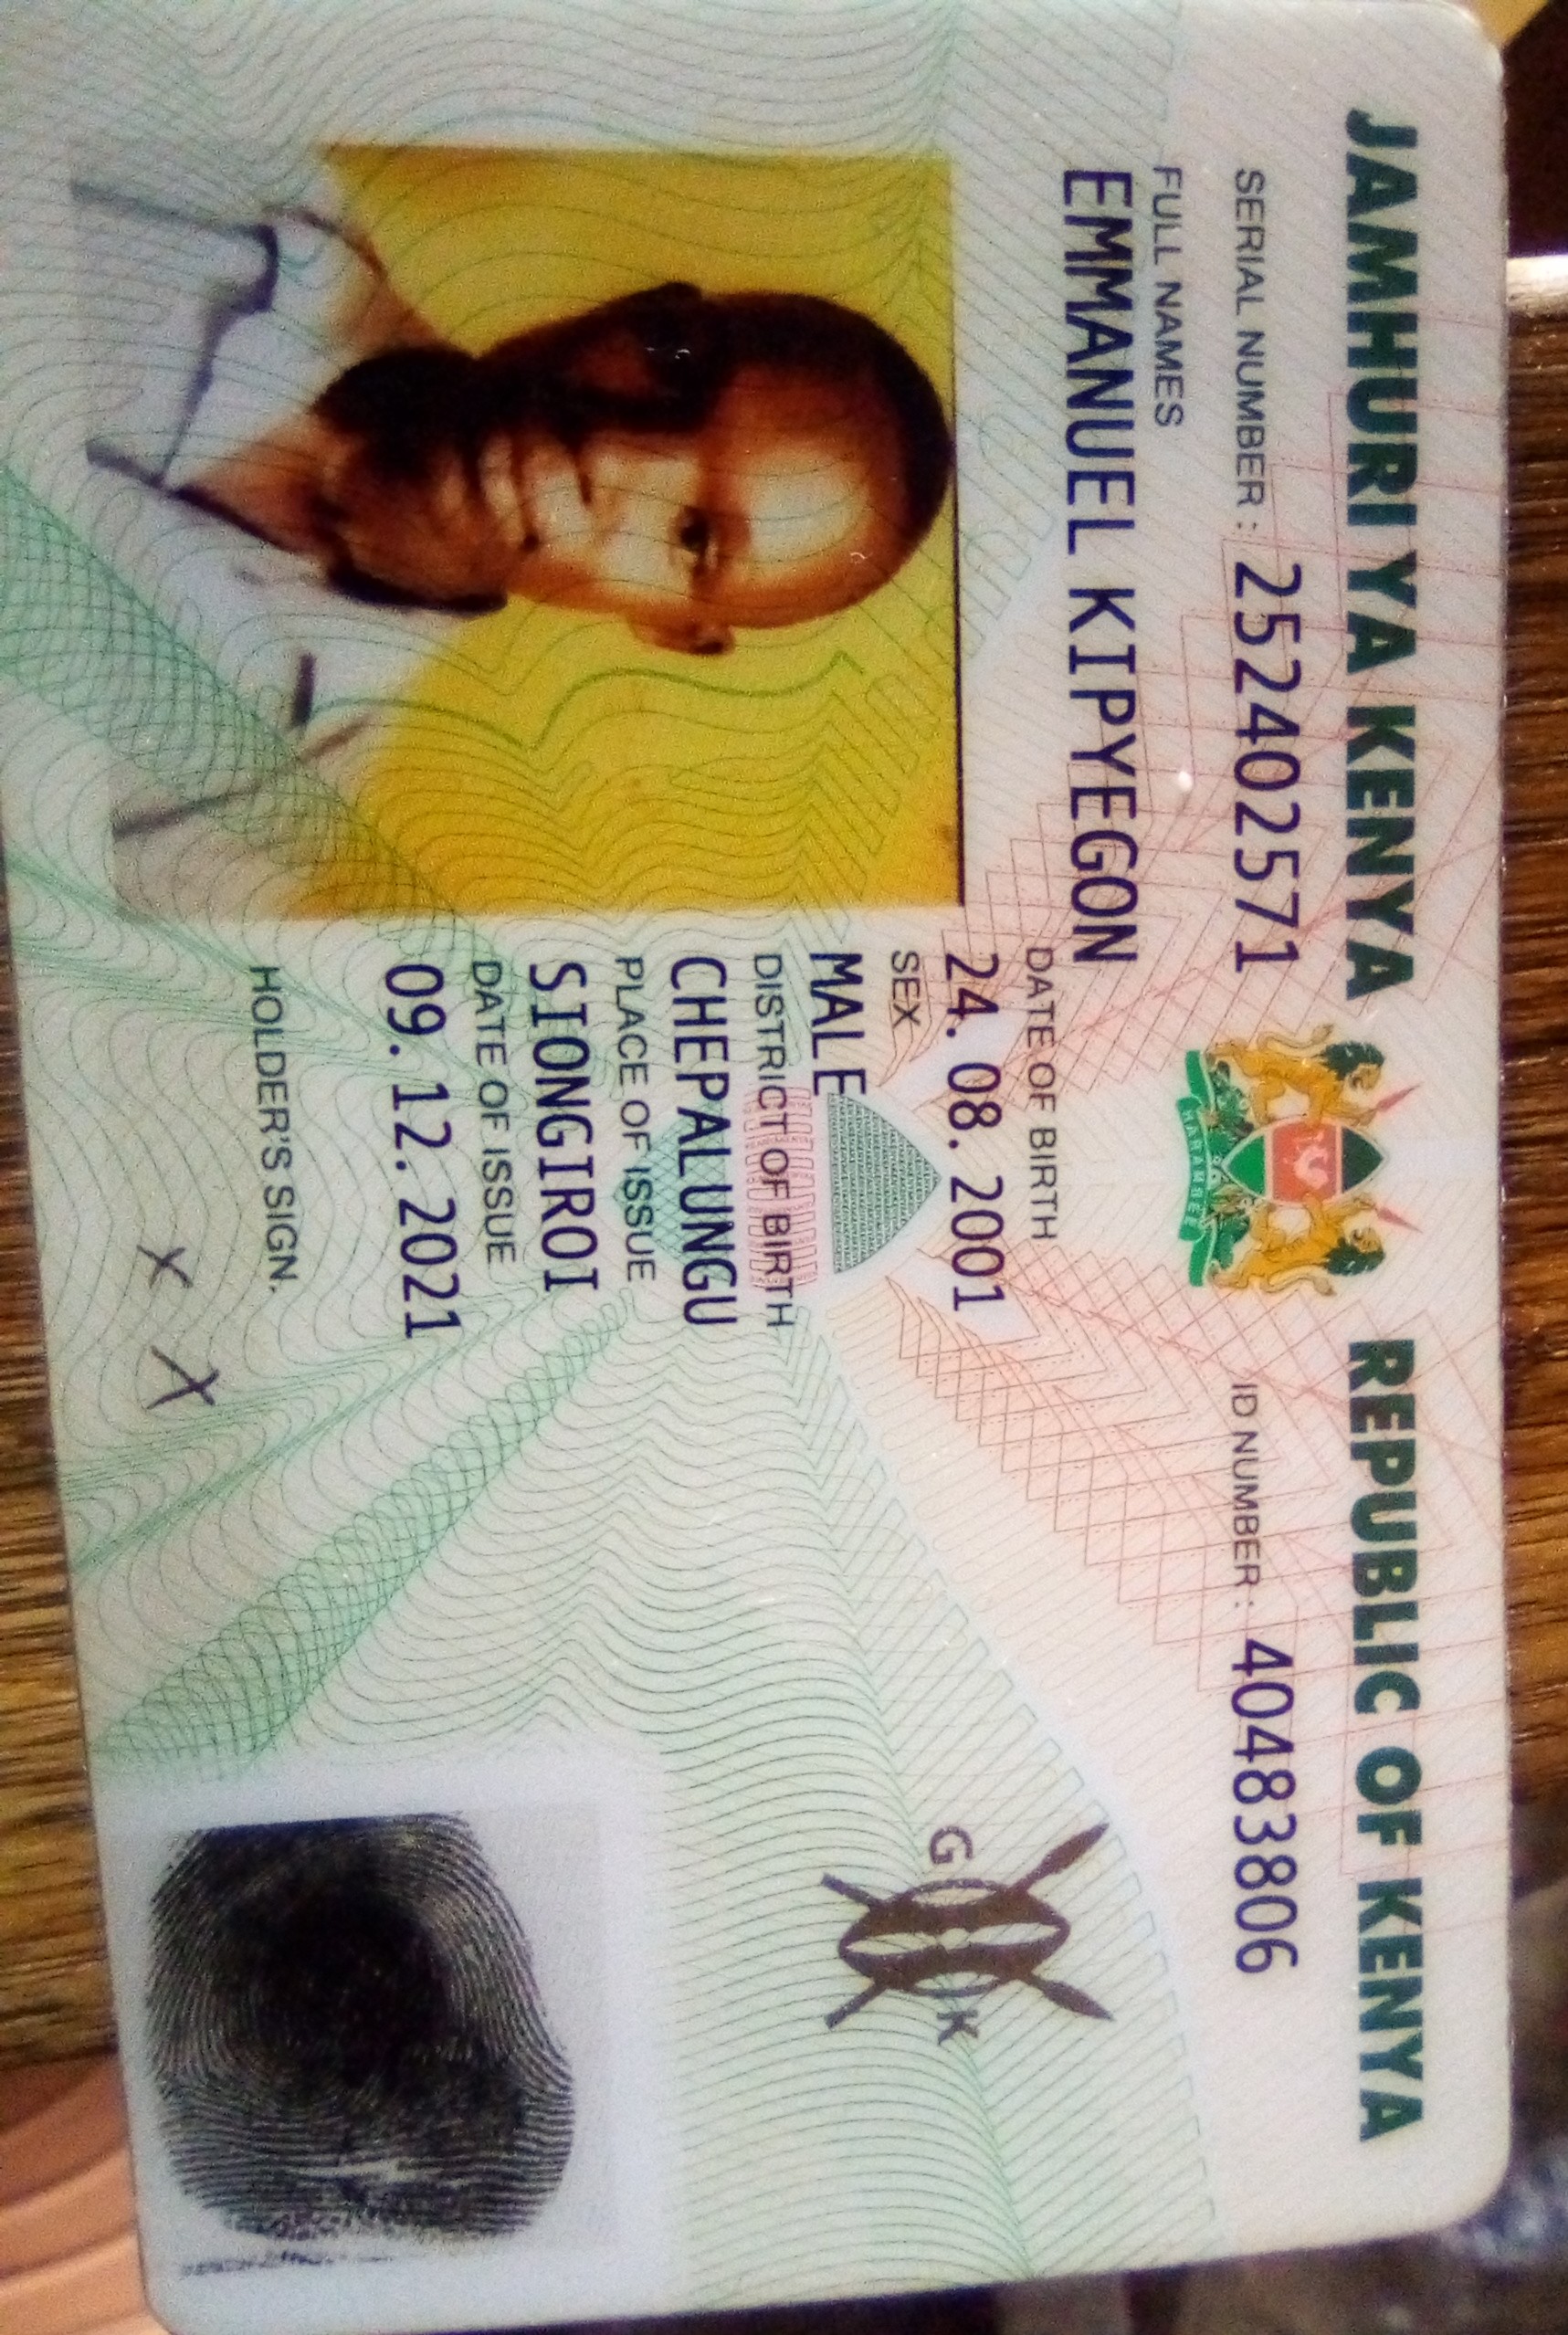 JAMHURI YA KENYA REPUBLIC OF KENYA
SERIAL NUMBER: 252402571 ID NUMBER: 40483806
HARAMBEE
FULL NAMES
EMMANUEL KIPYEGON
DATE OF BIRTH
24.08.2001
SEX
MALE
G K
DISTRICT OF BIRTH
CHEPALUNGU
PLACE OF ISSUE
SIONGIROI
DATE OF ISSUE
09.12.2021
HOLDER'S SIGN.